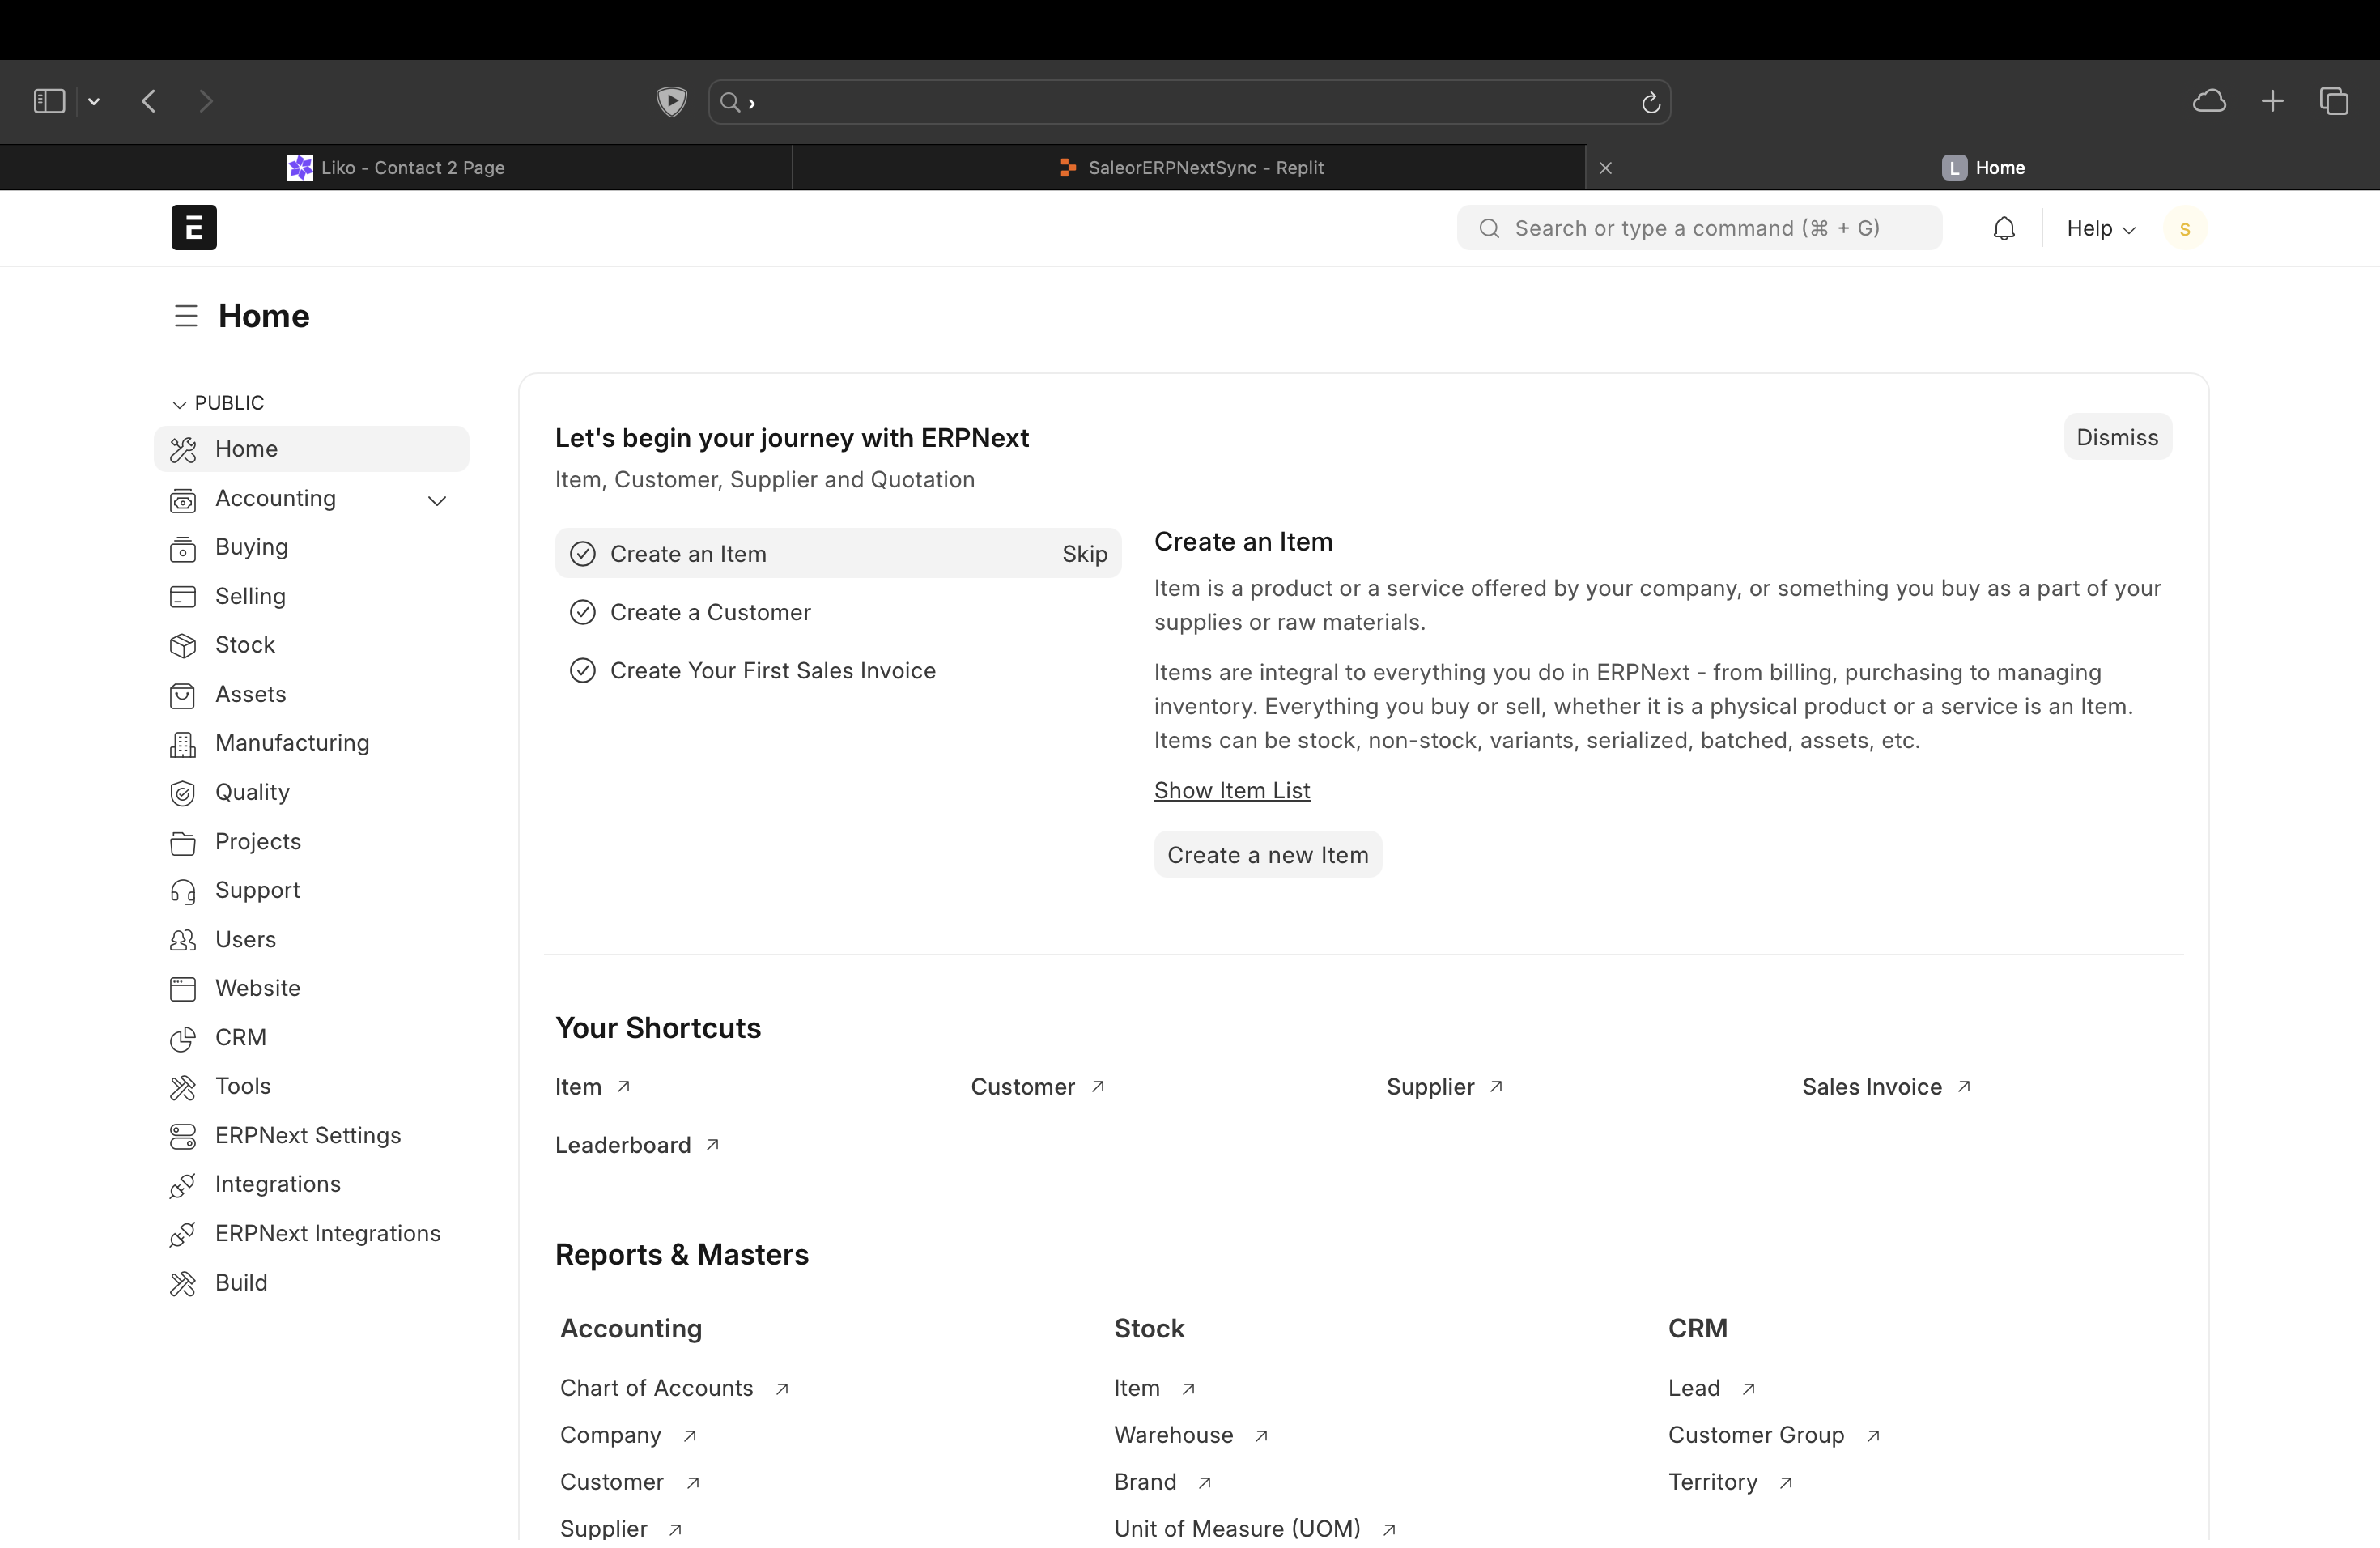 Liko - Contact 2 Page
SaleorERPNextSync - Replit
L Home
E
Search or type a command (⌘ + G)
Help
S
Home
PUBLIC
Home
Accounting
Buying
Selling
Stock
Assets
Manufacturing
Quality
Projects
Support
Users
Website
CRM
Tools
ERPNext Settings
Integrations
ERPNext Integrations
Build
Let's begin your journey with ERPNext
Dismiss
Item, Customer, Supplier and Quotation
Create an Item Skip
Create a Customer
Create Your First Sales Invoice
Create an Item
Item is a product or a service offered by your company, or something you buy as a part of your
supplies or raw materials.
Items are integral to everything you do in ERPNext - from billing, purchasing to managing
inventory. Everything you buy or sell, whether it is a physical product or a service is an Item.
Items can be stock, non-stock, variants, serialized, batched, assets, etc.
Show Item List
Create a new Item
Your Shortcuts
Item
Customer
Supplier
Sales Invoice
Leaderboard
Reports & Masters
Accounting
Chart of Accounts
Company
Customer
Supplier
Stock
Item
Warehouse
Brand
Unit of Measure (UOM)
CRM
Lead
Customer Group
Territory